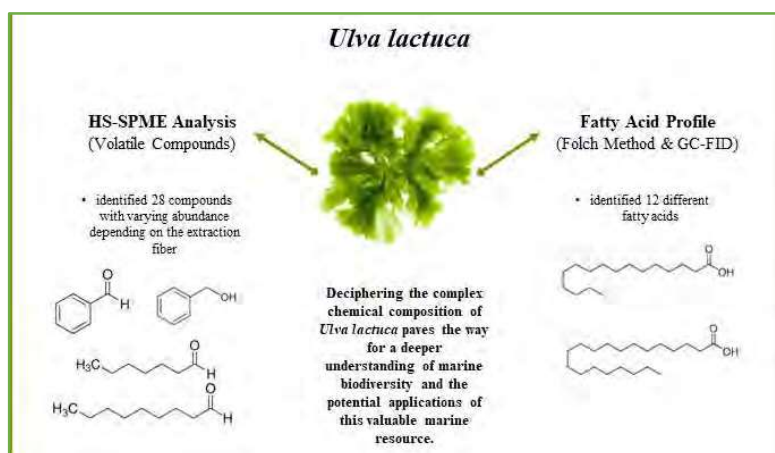 Ulva lactuca
HS-SPME Analysis
(Volatile Compounds)
• identified 28 compounds
with varying abundance
depending on the extraction
fiber
O
H
OH
H₃C
O
H
H₃C
O
H
Deciphering the complex
chemical composition of
Ulva lactuca paves the way
for a deeper
understanding of marine
biodiversity and the
potential applications of
this valuable marine
resource.
Fatty Acid Profile
(Folch Method & GC-FID)
• identified 12 different
fatty acids
O
OH
O
OH